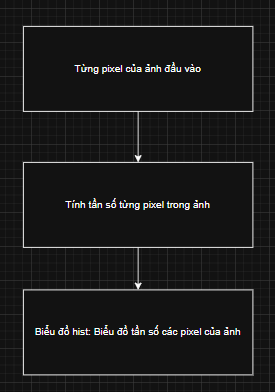 Từng pixel của ảnh đầu vào
Tính tần số từng pixel trong ảnh
Biểu đồ hist: Biểu đồ tần số các pixel của ảnh